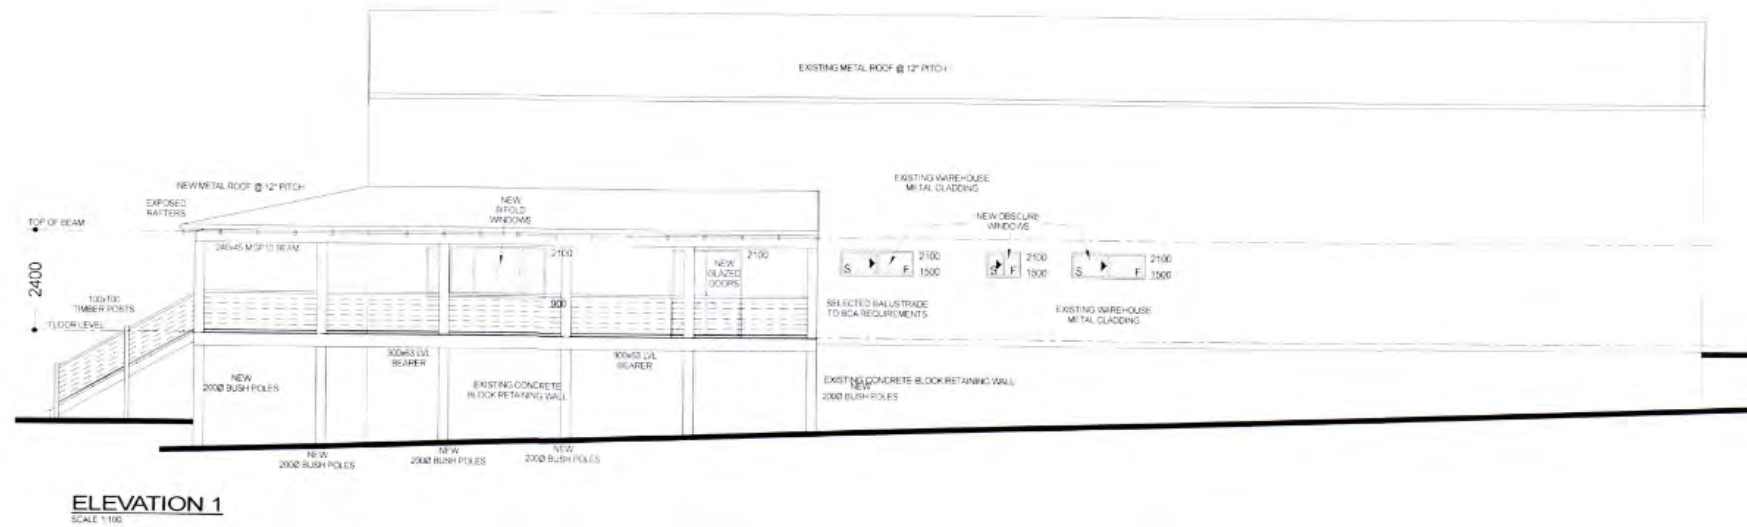 EXISTING METAL ROOF @ 12° PITCH
NEW METAL ROOF @ 12° PITCH
EXISTING WAREHOUSE
METAL CLADDING
EXPOSED
RAFTERS
NEW
BIFOLD
WINDOWS
NEW OBSCURE
WINDOWS
TOP OF BEAM
240x45 MGP10 BEAM
2100
2100
NEW
GLAZED
DOORS
S
F
2100
1500
S
F
2100
1500
S
F
2100
1500
2400
100x100
TIMBER POSTS
900
SELECTED BALUSTRADE
TO BCA REQUIREMENTS
EXISTING WAREHOUSE
METAL CLADDING
FLOOR LEVEL
300x63 LVL
BEARER
300x63 LVL
BEARER
NEW
200Ø BUSH POLES
EXISTING CONCRETE
BLOCK RETAINING WALL
EXISTING CONCRETE BLOCK RETAINING WALL
NEW
200Ø BUSH POLES
NEW
200Ø BUSH POLES
NEW
200Ø BUSH POLES
NEW
200Ø BUSH POLES
ELEVATION 1
SCALE 1:100